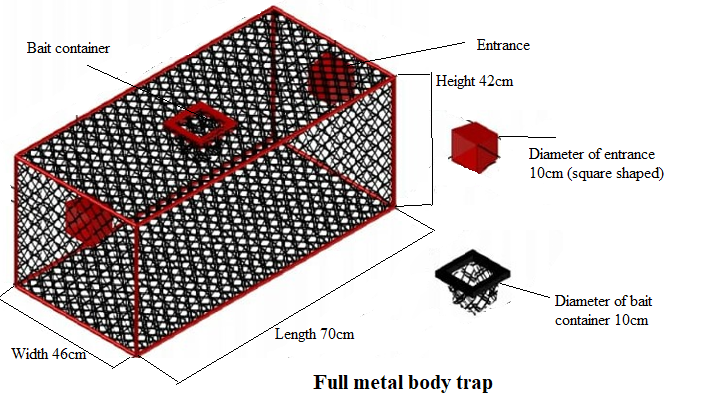 Bait container
Entrance
Height 42cm
Diameter of entrance
10cm (square shaped)
Diameter of bait
container 10cm
Length 70cm
Width 46cm
Full metal body trap